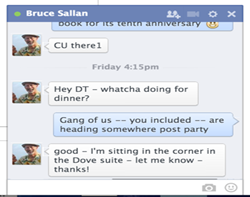 Bruce Sallan
book for its tenth anniversary
CU there1
Friday 4:15pm
Hey DT - whatcha doing for
dinner?
Gang of us -- you included -- are
heading somewhere post party
good - I'm sitting in the corner in
the Dove suite - let me know -
thanks!